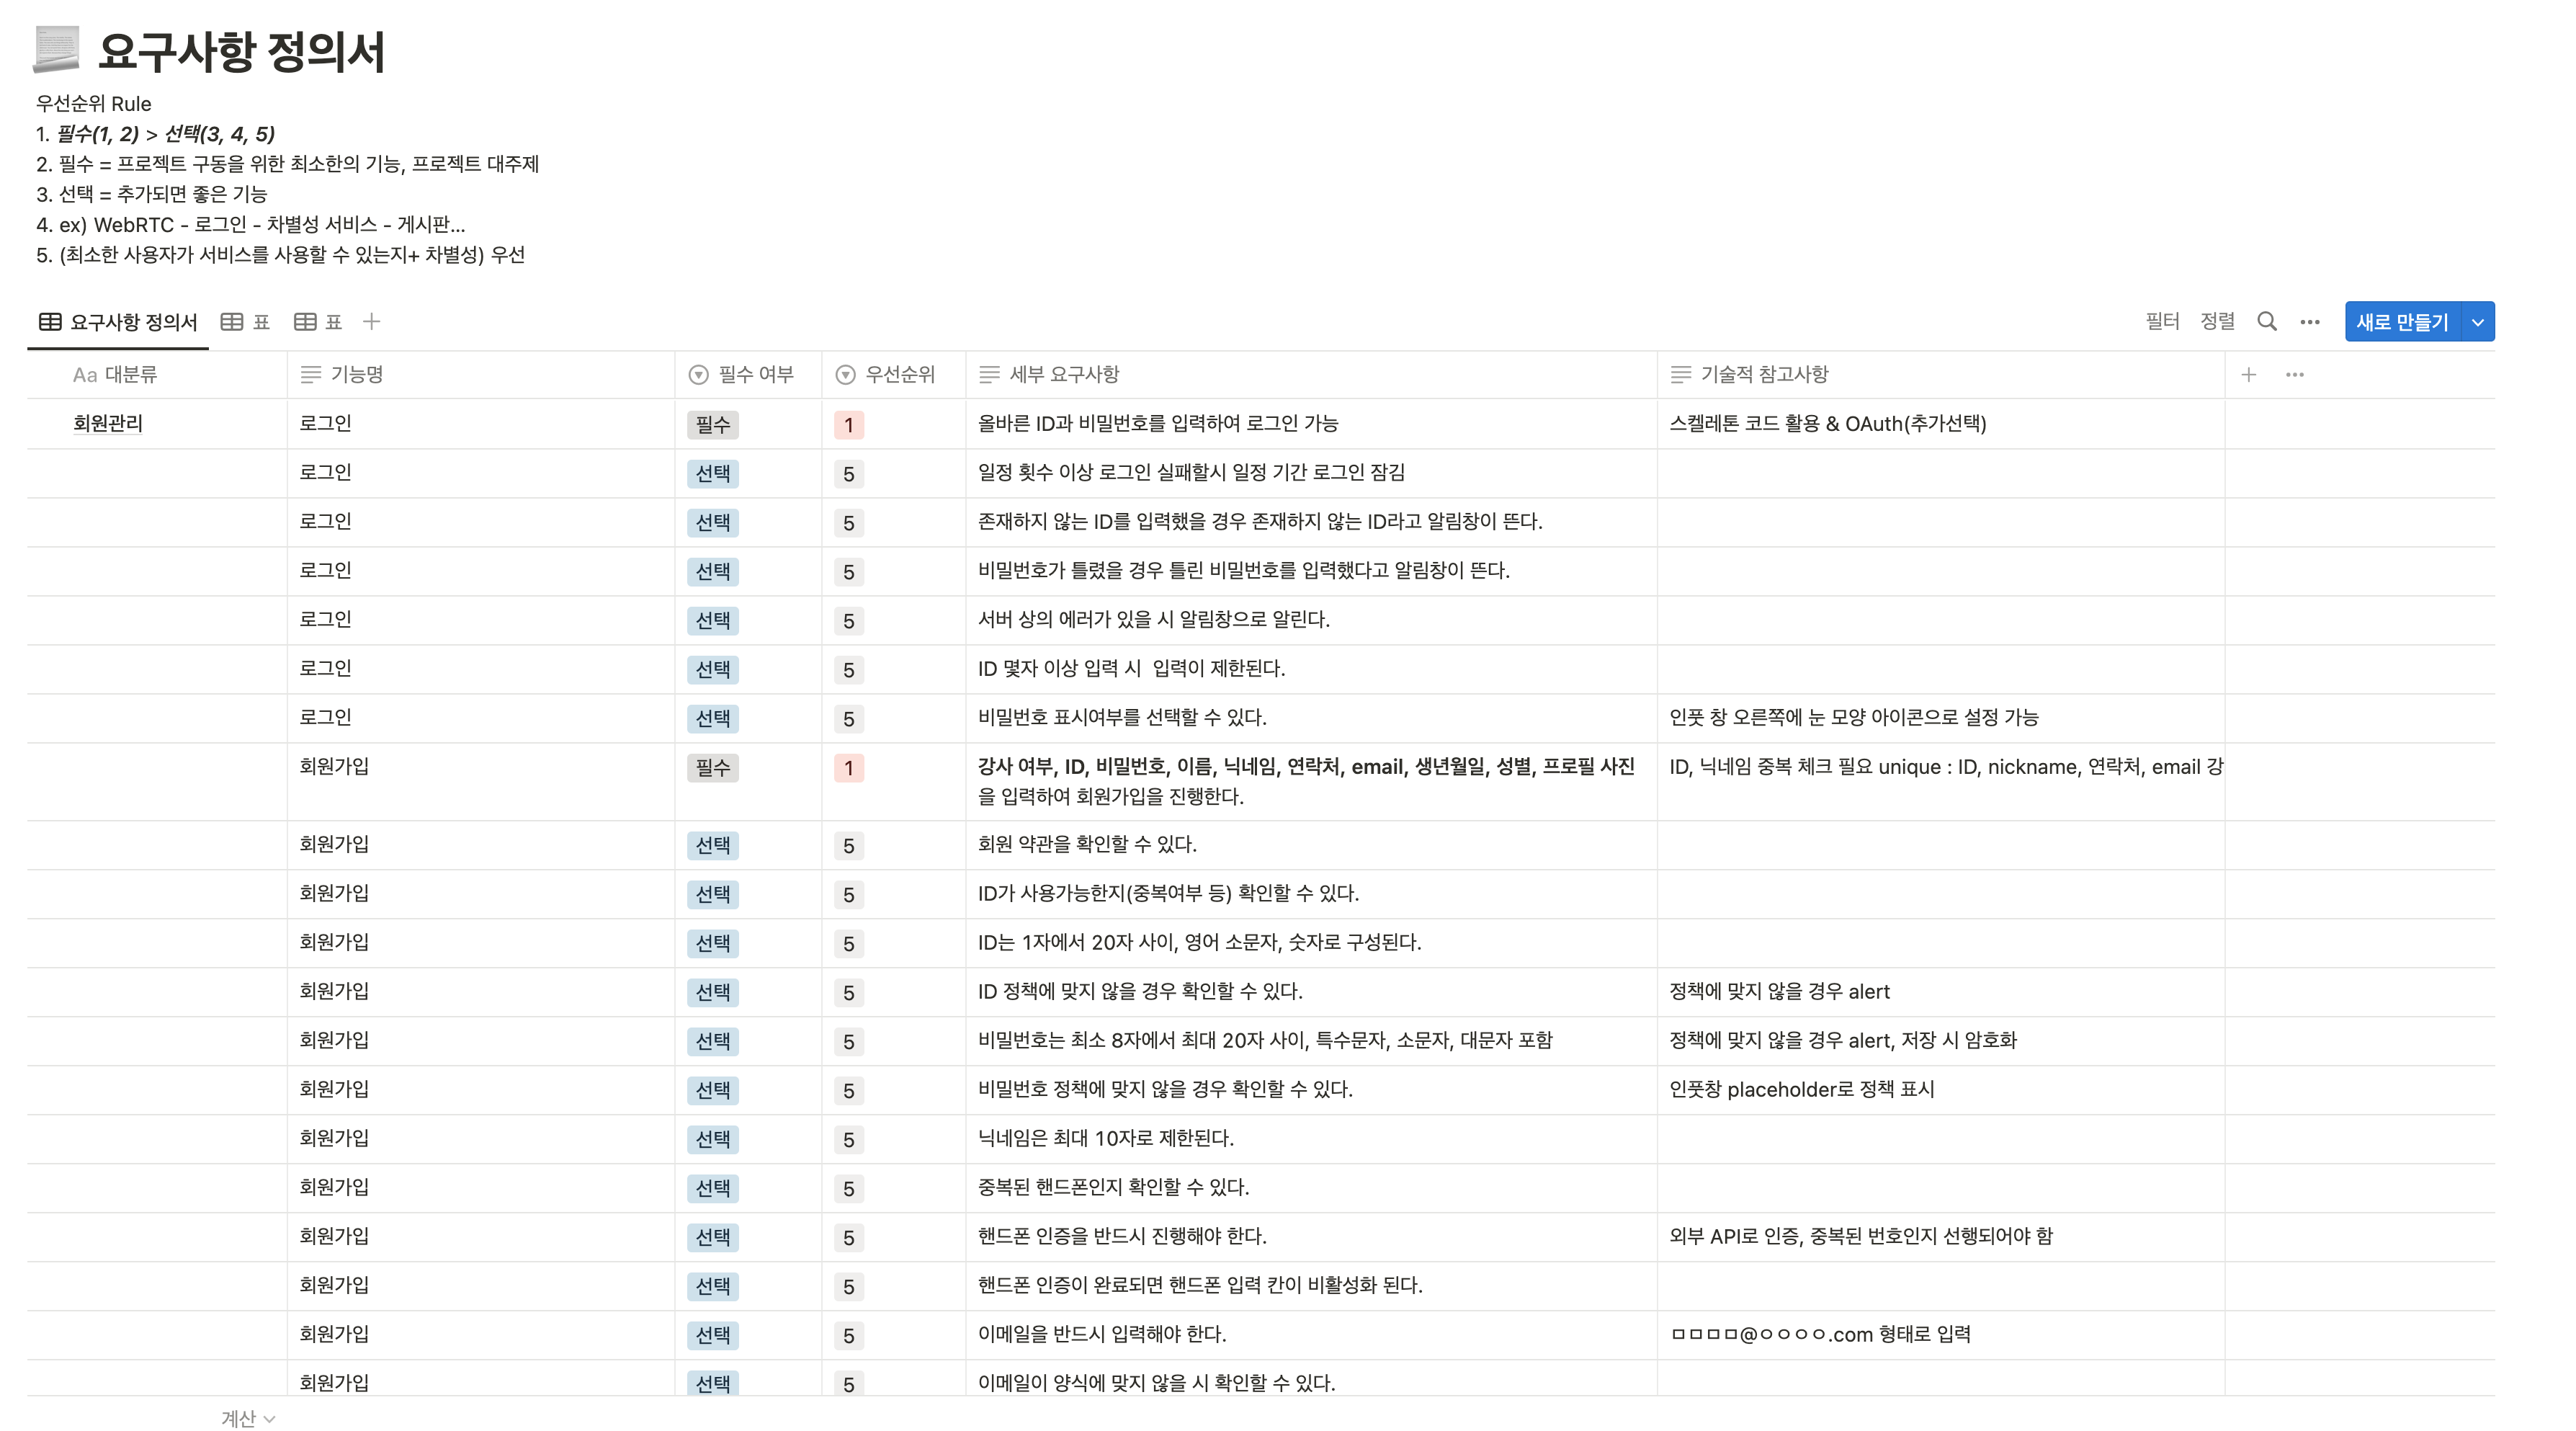 요구사항 정의서
우선순위 Rule
1. 필수(1, 2) > 선택(3, 4, 5)
2. 필수 = 프로젝트 구동을 위한 최소한의 기능, 프로젝트 대주제
3. 선택 = 추가되면 좋은 기능
4. ex) WebRTC - 로그인 - 차별성 서비스 - 게시판...
5. (최소한 사용자가 서비스를 사용할 수 있는지+ 차별성) 우선
요구사항 정의서 표 표 필터 정렬 새로 만들기
Aa 대분류 기능명 필수 여부 우선순위 세부 요구사항 기술적 참고사항
회원관리 로그인 필수 1 올바른 ID과 비밀번호를 입력하여 로그인 가능 스켈레톤 코드 활용 & OAuth(추가선택)
로그인 선택 5 일정 횟수 이상 로그인 실패할시 일정 기간 로그인 잠김
로그인 선택 5 존재하지 않는 ID를 입력했을 경우 존재하지 않는 ID라고 알림창이 뜬다.
로그인 선택 5 비밀번호가 틀렸을 경우 틀린 비밀번호를 입력했다고 알림창이 뜬다.
로그인 선택 5 서버 상의 에러가 있을 시 알림창으로 알린다.
로그인 선택 5 ID 몇자 이상 입력 시 입력이 제한된다.
로그인 선택 5 비밀번호 표시여부를 선택할 수 있다. 인풋 창 오른쪽에 눈 모양 아이콘으로 설정 가능
회원가입 필수 1 강사 여부, ID, 비밀번호, 이름, 닉네임, 연락처, email, 생년월일, 성별, 프로필 사진 ID, 닉네임 중복 체크 필요 unique : ID, nickname, 연락처, email 강
을 입력하여 회원가입을 진행한다.
회원가입 선택 5 회원 약관을 확인할 수 있다.
회원가입 선택 5 ID가 사용가능한지(중복여부 등) 확인할 수 있다.
회원가입 선택 5 ID는 1자에서 20자 사이, 영어 소문자, 숫자로 구성된다.
회원가입 선택 5 ID 정책에 맞지 않을 경우 확인할 수 있다. 정책에 맞지 않을 경우 alert
회원가입 선택 5 비밀번호는 최소 8자에서 최대 20자 사이, 특수문자, 소문자, 대문자 포함 정책에 맞지 않을 경우 alert, 저장 시 암호화
회원가입 선택 5 비밀번호 정책에 맞지 않을 경우 확인할 수 있다. 인풋창 placeholder로 정책 표시
회원가입 선택 5 닉네임은 최대 10자로 제한된다.
회원가입 선택 5 중복된 핸드폰인지 확인할 수 있다.
회원가입 선택 5 핸드폰 인증을 반드시 진행해야 한다. 외부 API로 인증, 중복된 번호인지 선행되어야 함
회원가입 선택 5 핸드폰 인증이 완료되면 핸드폰 입력 칸이 비활성화 된다.
회원가입 선택 5 이메일을 반드시 입력해야 한다. ㅁㅁㅁㅁ@ㅇㅇㅇㅇ.com 형태로 입력
회원가입 선택 5 이메일이 양식에 맞지 않을 시 확인할 수 있다.
계산